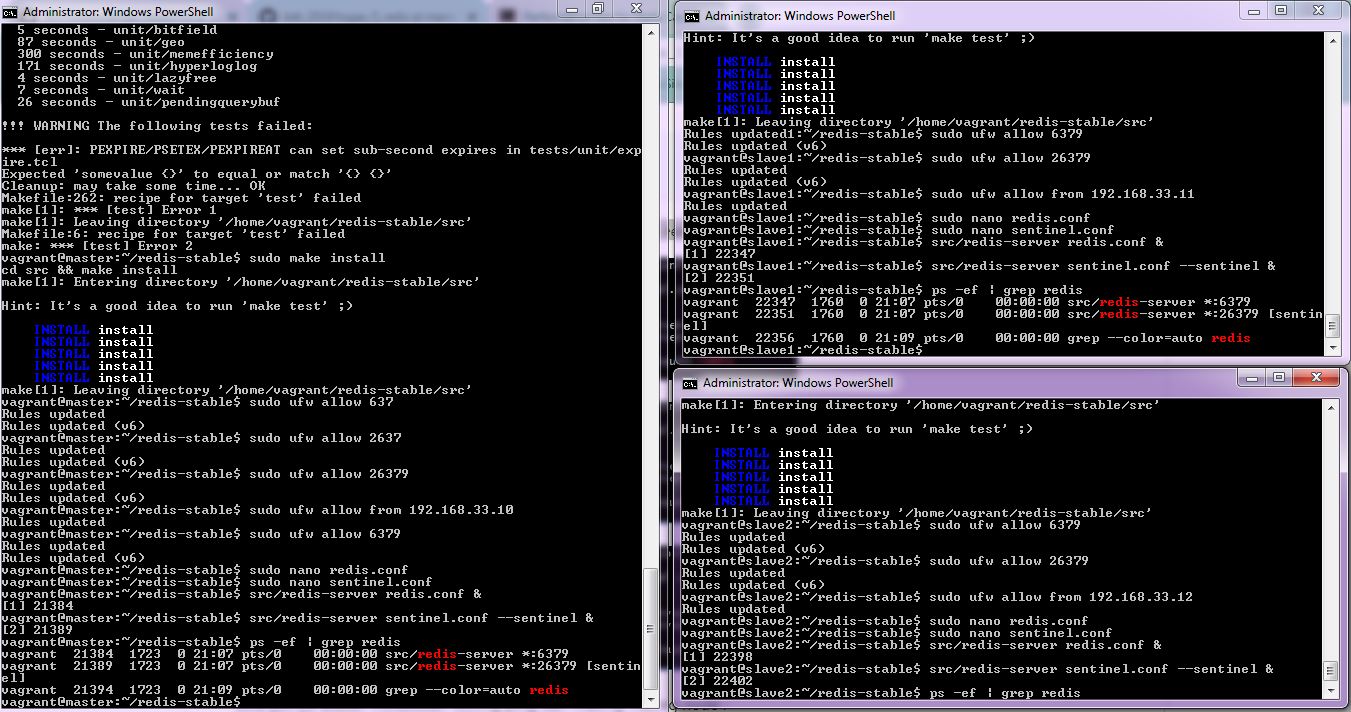 Administrator: Windows PowerShell
5 seconds - unit/bitfield
87 seconds - unit/geo
300 seconds - unit/memefficiency
171 seconds - unit/hyperloglog
4 seconds - unit/lazyfree
7 seconds - unit/wait
26 seconds - unit/pendingquerybuf
!!! WARNING The following tests failed:
*** [err]: PEXPIRE/PSETEX/PEXPIREAT can set sub-second expires in tests/unit/exp
ire.tcl
Expected 'somevalue {}' to equal or match '{} {}'
Cleanup: may take some time... OK
Makefile:262: recipe for target 'test' failed
make[1]: *** [test] Error 1
make[1]: Leaving directory '/home/vagrant/redis-stable/src'
Makefile:6: recipe for target 'test' failed
make: *** [test] Error 2
vagrant@master:~/redis-stable$ sudo make install
cd src && make install
make[1]: Entering directory '/home/vagrant/redis-stable/src'
Hint: It's a good idea to run 'make test' ;)
INSTALL install
INSTALL install
INSTALL install
INSTALL install
INSTALL install
make[1]: Leaving directory '/home/vagrant/redis-stable/src'
vagrant@master:~/redis-stable$ sudo ufw allow 637
Rules updated
Rules updated (v6)
vagrant@master:~/redis-stable$ sudo ufw allow 2637
Rules updated
Rules updated (v6)
vagrant@master:~/redis-stable$ sudo ufw allow 26379
Rules updated
Rules updated (v6)
vagrant@master:~/redis-stable$ sudo ufw allow from 192.168.33.10
Rules updated
vagrant@master:~/redis-stable$ sudo ufw allow 6379
Rules updated
Rules updated (v6)
vagrant@master:~/redis-stable$ sudo nano redis.conf
vagrant@master:~/redis-stable$ sudo nano sentinel.conf
vagrant@master:~/redis-stable$ src/redis-server redis.conf &
[1] 21384
vagrant@master:~/redis-stable$ src/redis-server sentinel.conf --sentinel &
[2] 21389
vagrant@master:~/redis-stable$ ps -ef | grep redis
vagrant  21384  1723  0 21:07 pts/0    00:00:00 src/redis-server *:6379
vagrant  21389  1723  0 21:07 pts/0    00:00:00 src/redis-server *:26379 [sentin
el]
vagrant  21394  1723  0 21:09 pts/0    00:00:00 grep --color=auto redis
vagrant@master:~/redis-stable$
Administrator: Windows PowerShell
Hint: It's a good idea to run 'make test' ;)
INSTALL install
INSTALL install
INSTALL install
INSTALL install
INSTALL install
make[1]: Leaving directory '/home/vagrant/redis-stable/src'
Rules updated1:~/redis-stable$ sudo ufw allow 6379
Rules updated (v6)
vagrant@slave1:~/redis-stable$ sudo ufw allow 26379
Rules updated
Rules updated (v6)
vagrant@slave1:~/redis-stable$ sudo ufw allow from 192.168.33.11
Rules updated
vagrant@slave1:~/redis-stable$ sudo nano redis.conf
vagrant@slave1:~/redis-stable$ sudo nano sentinel.conf
vagrant@slave1:~/redis-stable$ src/redis-server redis.conf &
[1] 22347
vagrant@slave1:~/redis-stable$ src/redis-server sentinel.conf --sentinel &
[2] 22351
vagrant@slave1:~/redis-stable$ ps -ef | grep redis
vagrant  22347  1760  0 21:07 pts/0    00:00:00 src/redis-server *:6379
vagrant  22351  1760  0 21:07 pts/0    00:00:00 src/redis-server *:26379 [sentin
el]
vagrant  22356  1760  0 21:09 pts/0    00:00:00 grep --color=auto redis
vagrant@slave1:~/redis-stable$
Administrator: Windows PowerShell
make[1]: Entering directory '/home/vagrant/redis-stable/src'
Hint: It's a good idea to run 'make test' ;)
INSTALL install
INSTALL install
INSTALL install
INSTALL install
INSTALL install
make[1]: Leaving directory '/home/vagrant/redis-stable/src'
vagrant@slave2:~/redis-stable$ sudo ufw allow 6379
Rules updated
Rules updated (v6)
vagrant@slave2:~/redis-stable$ sudo ufw allow 26379
Rules updated
Rules updated (v6)
vagrant@slave2:~/redis-stable$ sudo ufw allow from 192.168.33.12
Rules updated
vagrant@slave2:~/redis-stable$ sudo nano redis.conf
vagrant@slave2:~/redis-stable$ sudo nano sentinel.conf
vagrant@slave2:~/redis-stable$ src/redis-server redis.conf &
[1] 22398
vagrant@slave2:~/redis-stable$ src/redis-server sentinel.conf --sentinel &
[2] 22402
vagrant@slave2:~/redis-stable$ ps -ef | grep redis